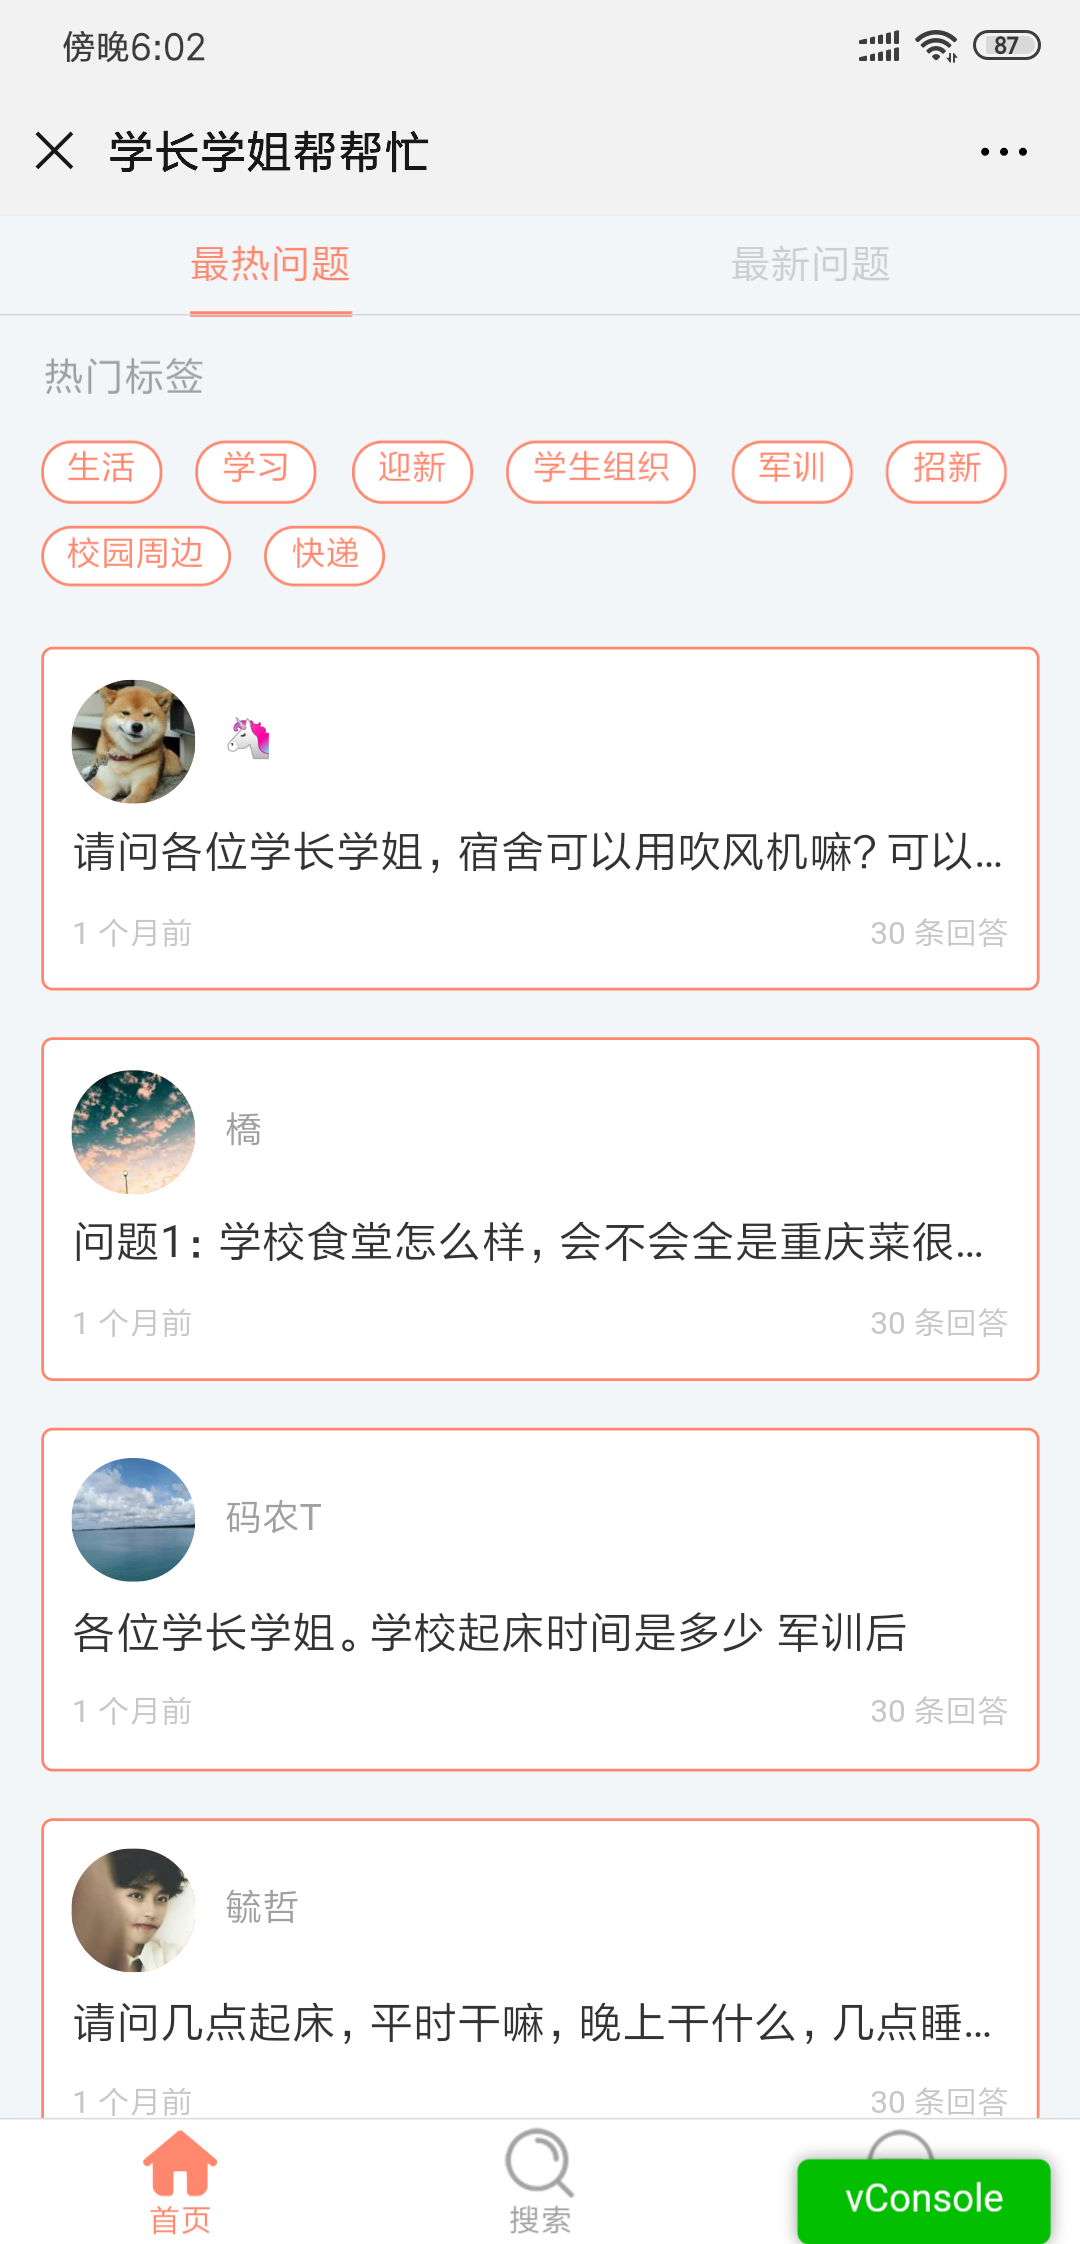 傍晚6:02
87
学长学姐帮帮忙
最热问题 最新问题
热门标签
生活 学习 迎新 学生组织 军训 招新
校园周边 快递
请问各位学长学姐，宿舍可以用吹风机嘛？可以...
1 个月前 30 条回答
橋
问题1：学校食堂怎么样，会不会全是重庆菜很...
1 个月前 30 条回答
码农T
各位学长学姐。学校起床时间是多少 军训后
1 个月前 30 条回答
毓哲
请问几点起床，平时干嘛，晚上干什么，几点睡...
1 个月前 30 条回答
首页 搜索 vConsole